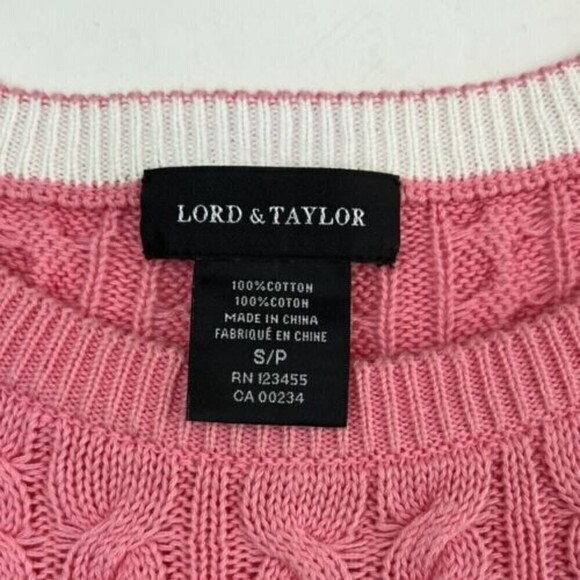 LORD & TAYLOR
100%COTTON
100%COTON
MADE IN CHINA
FABRIQUÉ EN CHINE
S/P
RN 123455
CA 00234